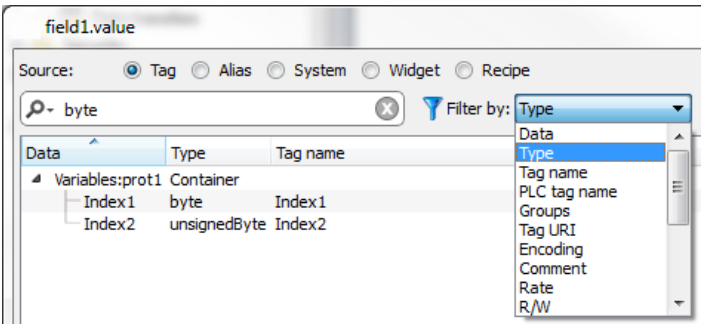 field1.value
Source: Tag Alias System Widget Recipe
byte Filter by: Type
Data Type Tag name
Variables:prot1 Container
Index1 byte Index1
Index2 unsignedByte Index2
Data
Type
Tag name
PLC tag name
Groups
Tag URI
Encoding
Comment
Rate
R/W